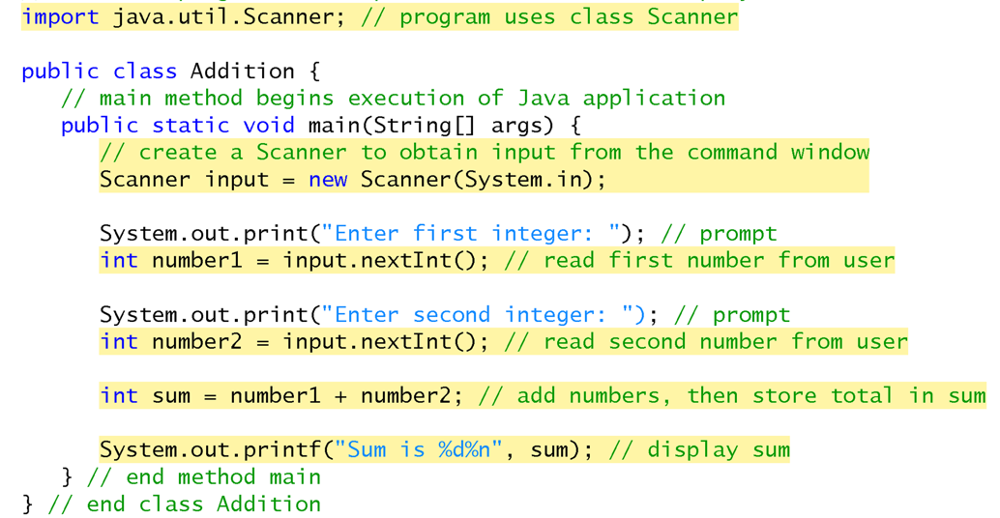 import java.util.Scanner; // program uses class Scanner
public class Addition {
// main method begins execution of Java application
public static void main(String[] args) {
// create a Scanner to obtain input from the command window
Scanner input = new Scanner(System.in);
System.out.print("Enter first integer: "); // prompt
int number1 = input.nextInt(); // read first number from user
System.out.print("Enter second integer: "); // prompt
int number2 = input.nextInt(); // read second number from user
int sum = number1 + number2; // add numbers, then store total in sum
System.out.printf("Sum is %d%n", sum); // display sum
} // end method main
} // end class Addition